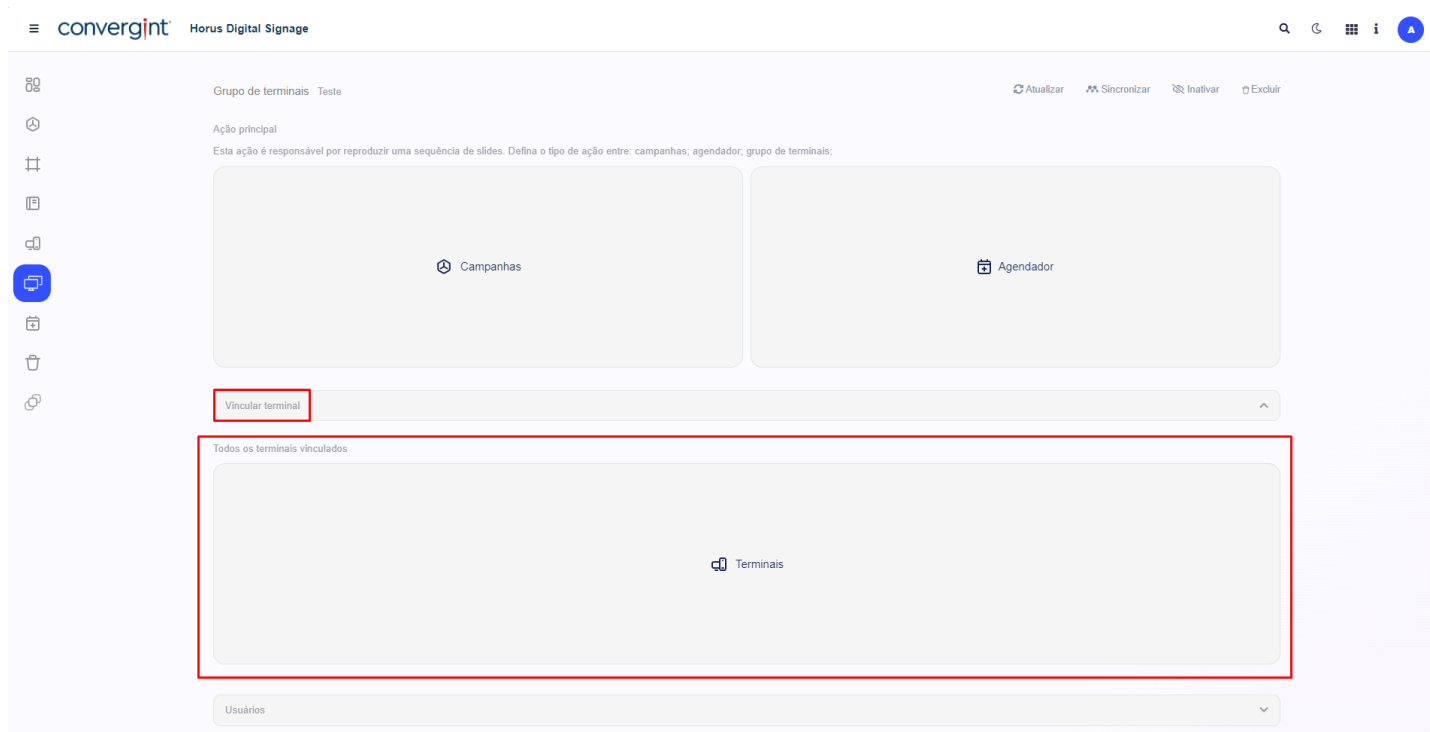 convergint Horus Digital Signage
A
Grupo de terminais Teste
Atualizar Sincronizar Inativar Excluir
Ação principal
Esta ação é responsável por reproduzir uma sequência de slides. Defina o tipo de ação entre: campanhas; agendador; grupo de terminais;
Campanhas
Agendador
Vincular terminal
Todos os terminais vinculados
Terminais
Usuários